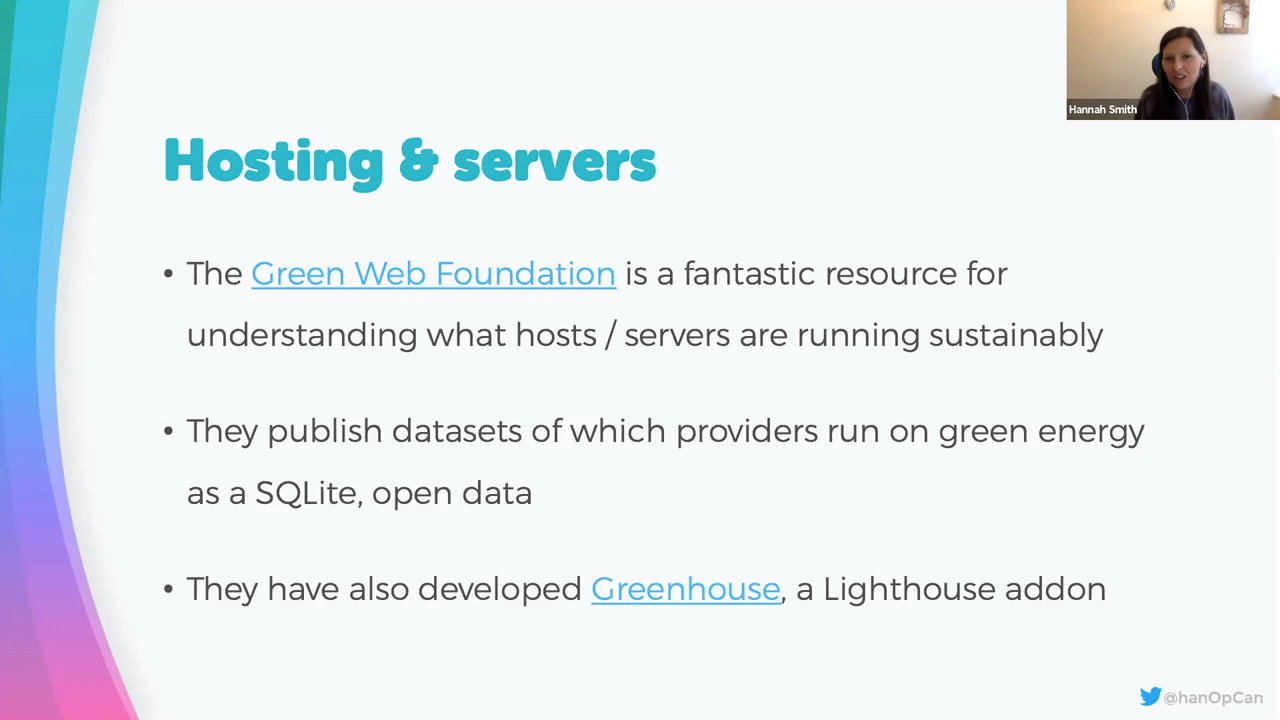 Hannah Smith
Hosting & servers
• The Green Web Foundation is a fantastic resource for
understanding what hosts / servers are running sustainably
• They publish datasets of which providers run on green energy
as a SQLite, open data
• They have also developed Greenhouse, a Lighthouse addon
@hanOpCan